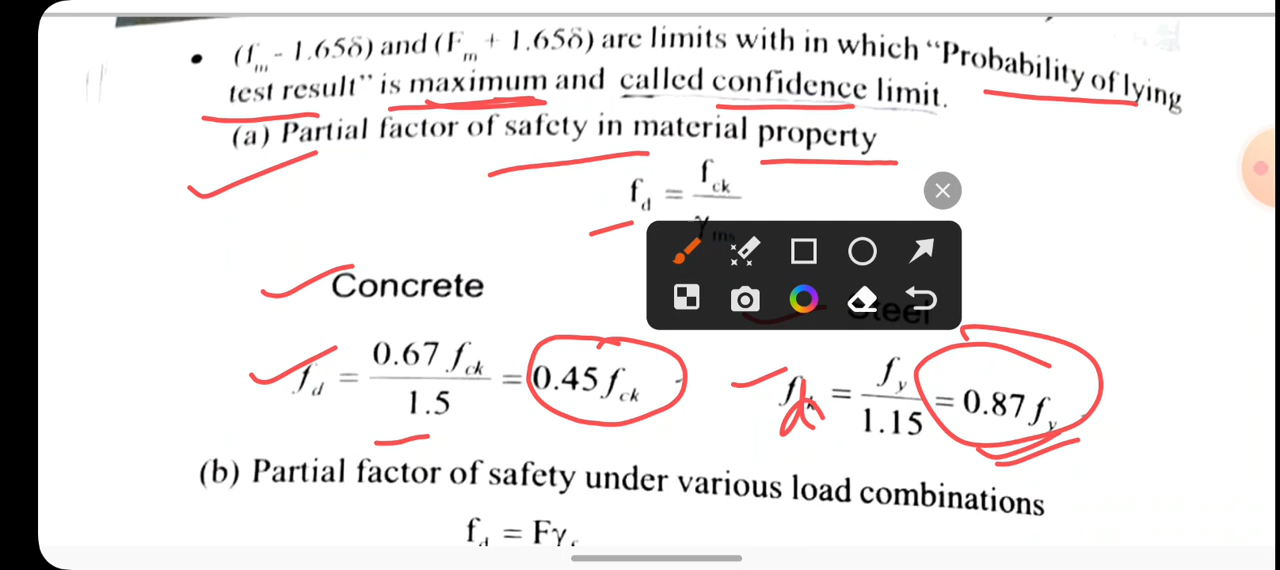 • (f_m - 1.65δ) and (F_m + 1.65δ) are limits with in which “Probability of lying
test result” is maximum and called confidence limit.
(a) Partial factor of safety in material property
f_d = f_ck / γ_ms
Concrete
Steel
f_d = 0.67 f_ck / 1.5 = 0.45 f_ck
f_d = f_y / 1.15 = 0.87 f_y
(b) Partial factor of safety under various load combinations
f_d = Fγ_f